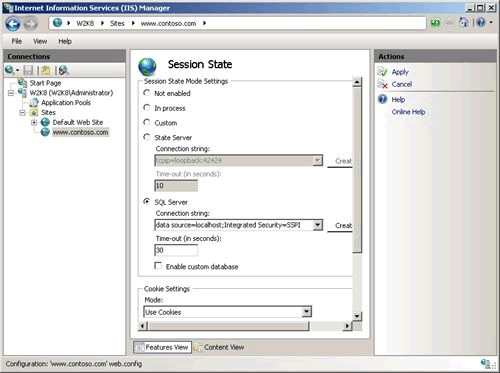 Internet Information Services (IIS) Manager
W2K8 Sites www.contoso.com
File View Help
Connections
Start Page
W2K8 (W2K8\Administrator)
Application Pools
Sites
Default Web Site
www.contoso.com
Session State
Session State Mode Settings
Not enabled
In process
Custom
State Server
Connection string:
tcpip=loopback:42424
Creat
Time-out (in seconds):
10
SQL Server
Connection string:
data source=localhost;Integrated Security=SSPI
Creat
Time-out (in seconds):
30
Enable custom database
Cookie Settings
Mode:
Use Cookies
Features View Content View
Actions
Apply
Cancel
Help
Online Help
Configuration: 'www.contoso.com' web.config